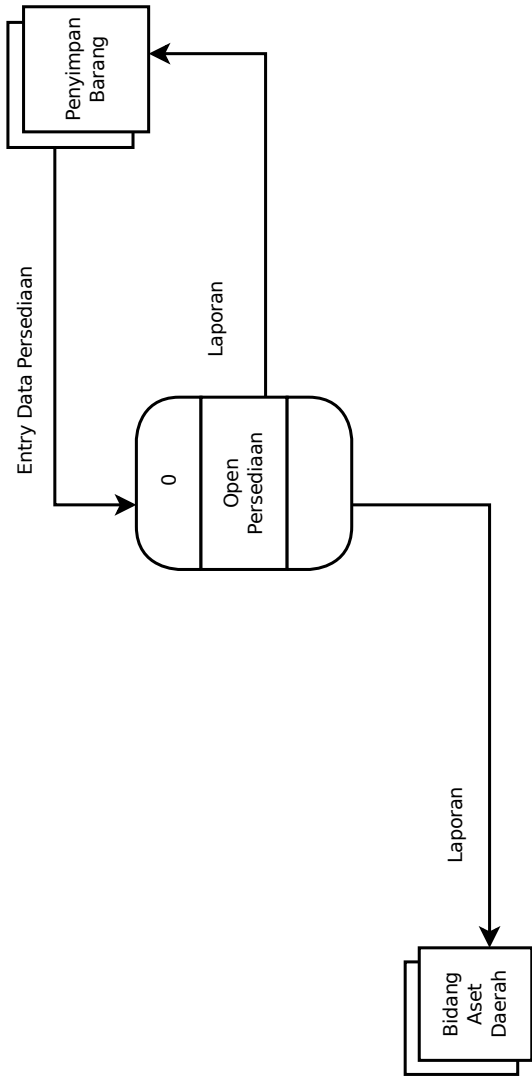 Penyimpan
Barang
Entry Data Persediaan
Laporan
0
Open
Persediaan
Laporan
Bidang
Aset
Daerah